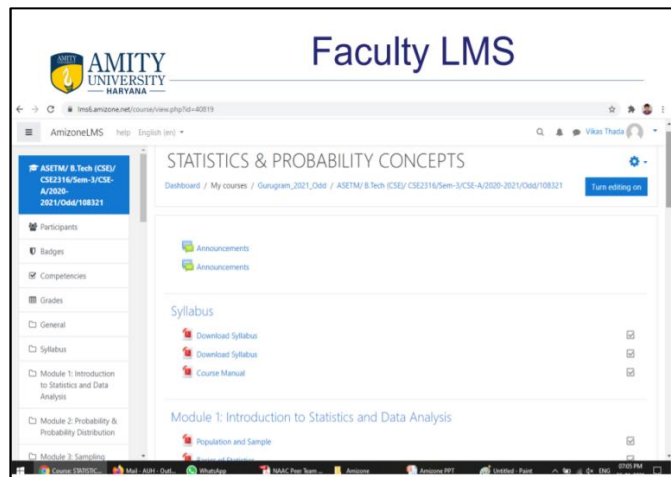 AMITY
AMITY
UNIVERSITY
HARYANA
Faculty LMS
lms6.amizone.net/course/view.php?id=40819
AmizoneLMS help English (en)
Vikas Thada
ASETM/ B.Tech (CSE)/
CSE2316/Sem-3/CSE-
A/2020-
2021/Odd/108321
Participants
Badges
Competencies
Grades
General
Syllabus
Module 1: Introduction
to Statistics and Data
Analysis
Module 2: Probability &
Probability Distribution
Module 3: Sampling
STATISTICS & PROBABILITY CONCEPTS
Dashboard / My courses / Gurugram_2021_Odd / ASETM/ B.Tech (CSE)/ CSE2316/Sem-3/CSE-A/2020-2021/Odd/108321
Turn editing on
Announcements
Announcements
Syllabus
Download Syllabus
Download Syllabus
Course Manual
Module 1: Introduction to Statistics and Data Analysis
Population and Sample
Basics of Statistics
Course: STATISTIC... Mail - AUH - Outl... WhatsApp NAAC Peer Team ... Amizone Amizone PPT Untitled - Paint ENG 07:05 PM